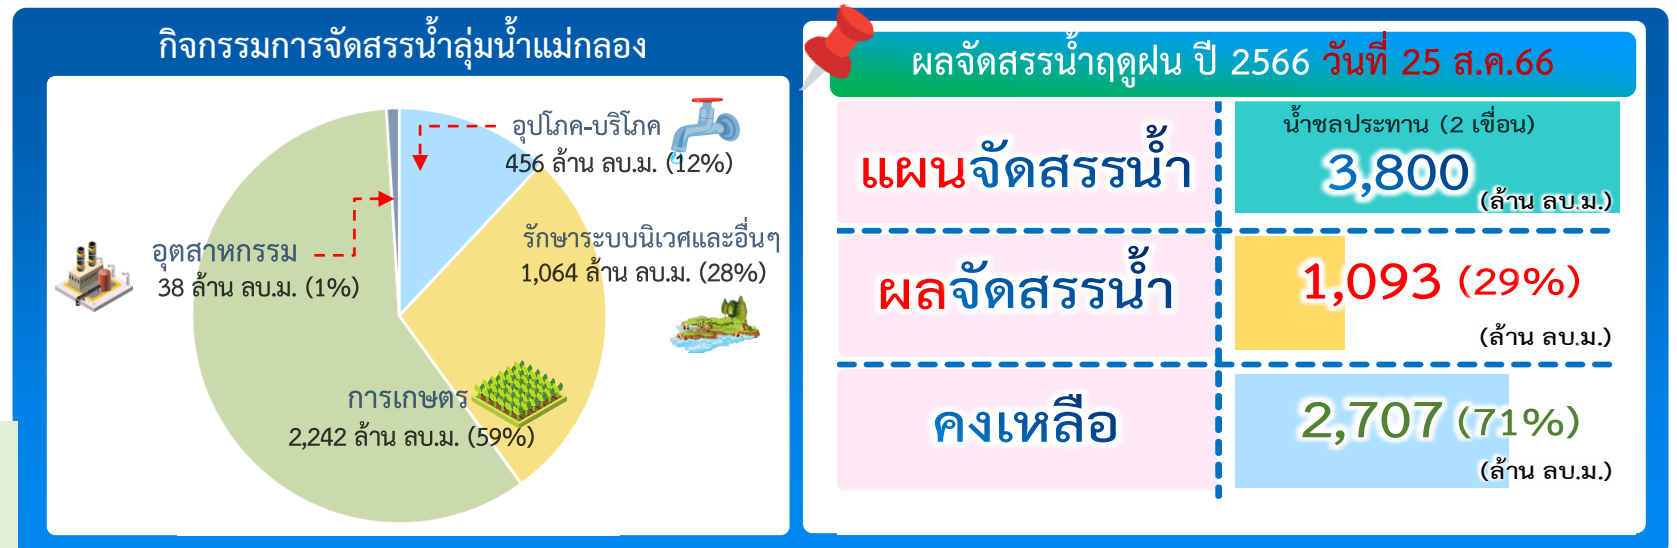 กิจกรรมการจัดสรรน้ำลุ่มน้ำแม่กลอง
อุปโภค-บริโภค
456 ล้าน ลบ.ม. (12%)
รักษาระบบนิเวศและอื่นๆ
1,064 ล้าน ลบ.ม. (28%)
อุตสาหกรรม
38 ล้าน ลบ.ม. (1%)
การเกษตร
2,242 ล้าน ลบ.ม. (59%)
ผลจัดสรรน้ำฤดูฝน ปี 2566 วันที่ 25 ส.ค.66
แผนจัดสรรน้ำ
น้ำชลประทาน (2 เขื่อน)
3,800
(ล้าน ลบ.ม.)
ผลจัดสรรน้ำ
1,093 (29%)
(ล้าน ลบ.ม.)
คงเหลือ
2,707 (71%)
(ล้าน ลบ.ม.)